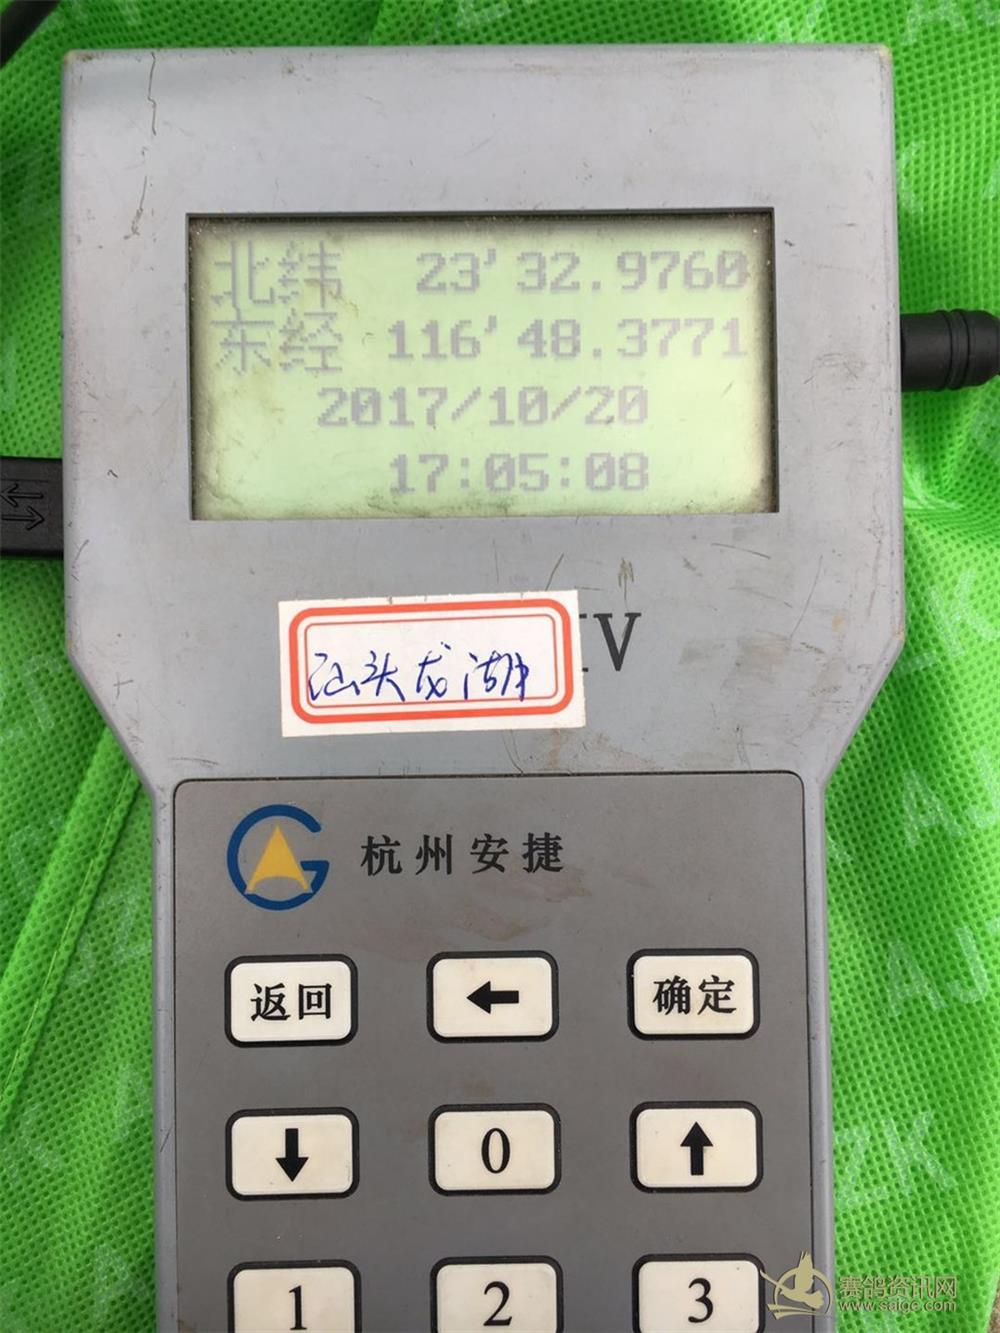 北纬 23'32.9760
东经 116'48.3771
2017/10/20
17:05:08
IV
汕头龙湖
杭州安捷
返回 ← 确定
↓ 0 ↑
1 2 3
赛鸽资讯网
www.saige.com